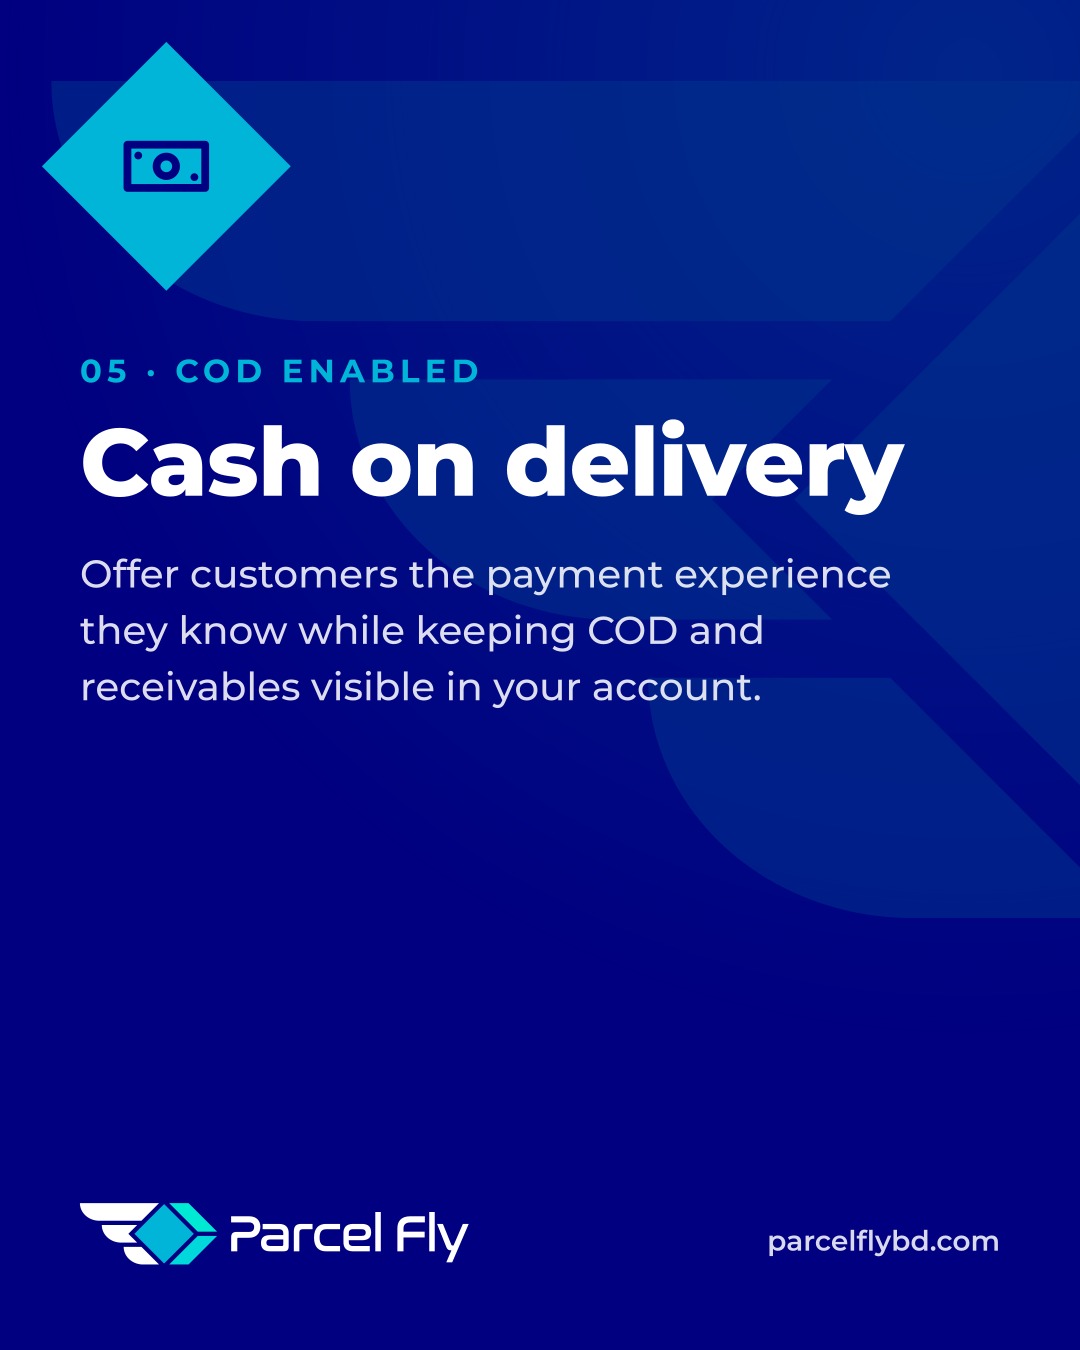 05 · COD ENABLED
Cash on delivery
Offer customers the payment experience
they know while keeping COD and
receivables visible in your account.
Parcel Fly
parcelflybd.com